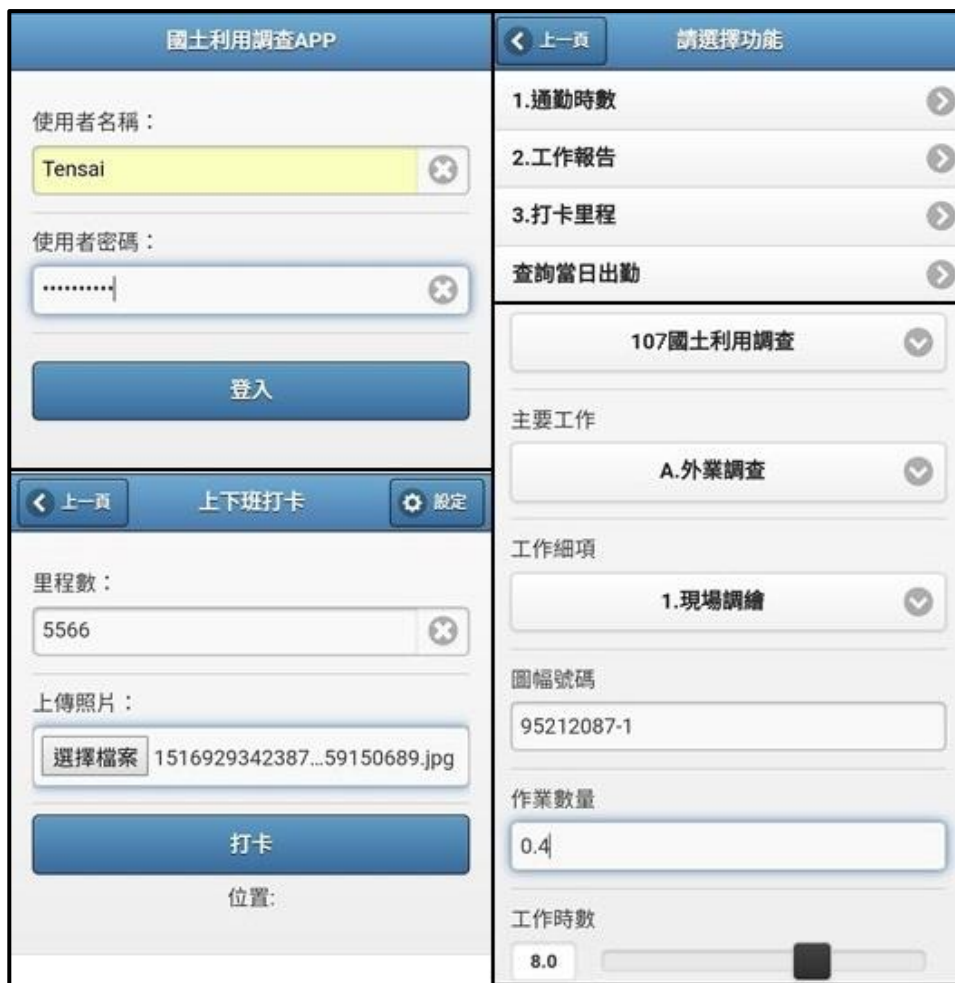 國土利用調查APP
使用者名稱：
Tensai
使用者密碼：
••••••••••
登入
上一頁 上下班打卡 設定
里程數：
5566
上傳照片：
選擇檔案 1516929342387...59150689.jpg
打卡
位置:
上一頁 請選擇功能
1.通勤時數
2.工作報告
3.打卡里程
查詢當日出勤
107國土利用調查
主要工作
A.外業調查
工作細項
1.現場調繪
圖幅號碼
95212087-1
作業數量
0.4
工作時數
8.0